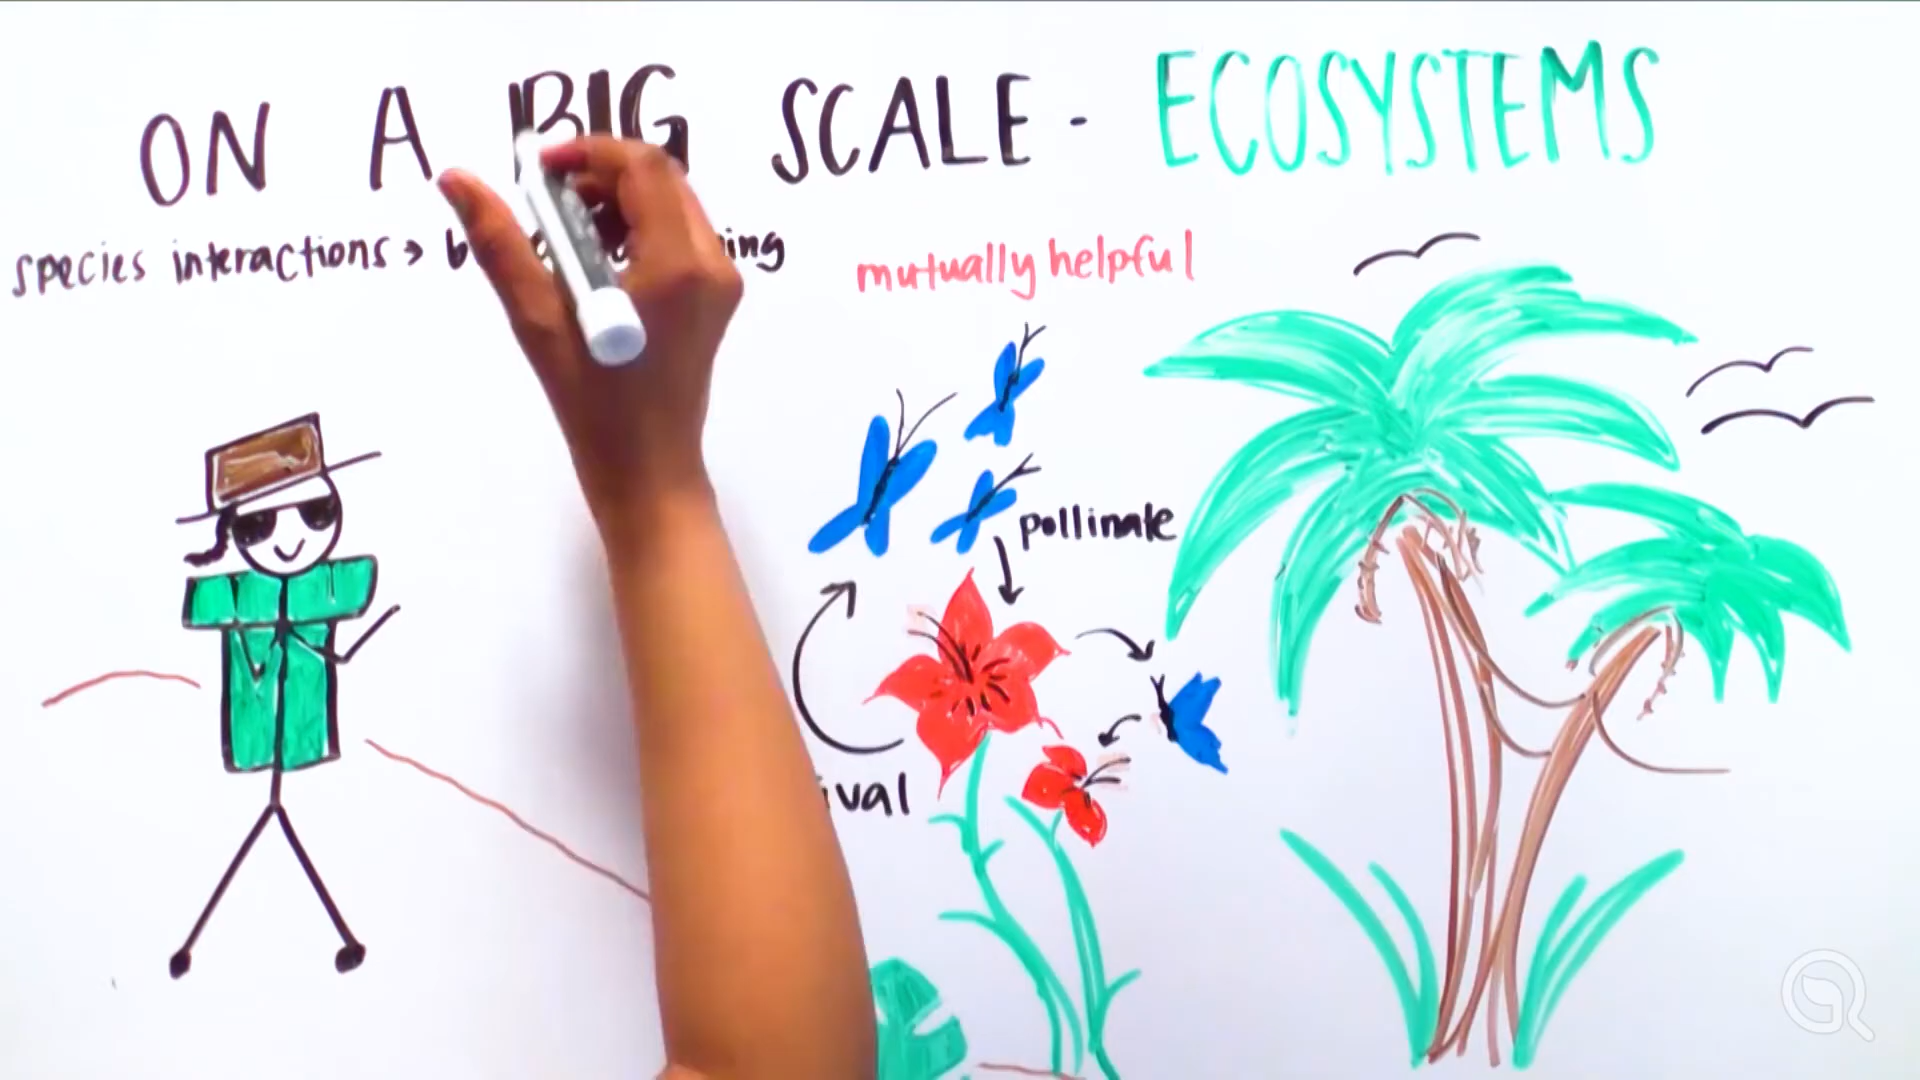 ON A BIG SCALE - ECOSYSTEMS
species interactions →
mutually helpful
pollinate